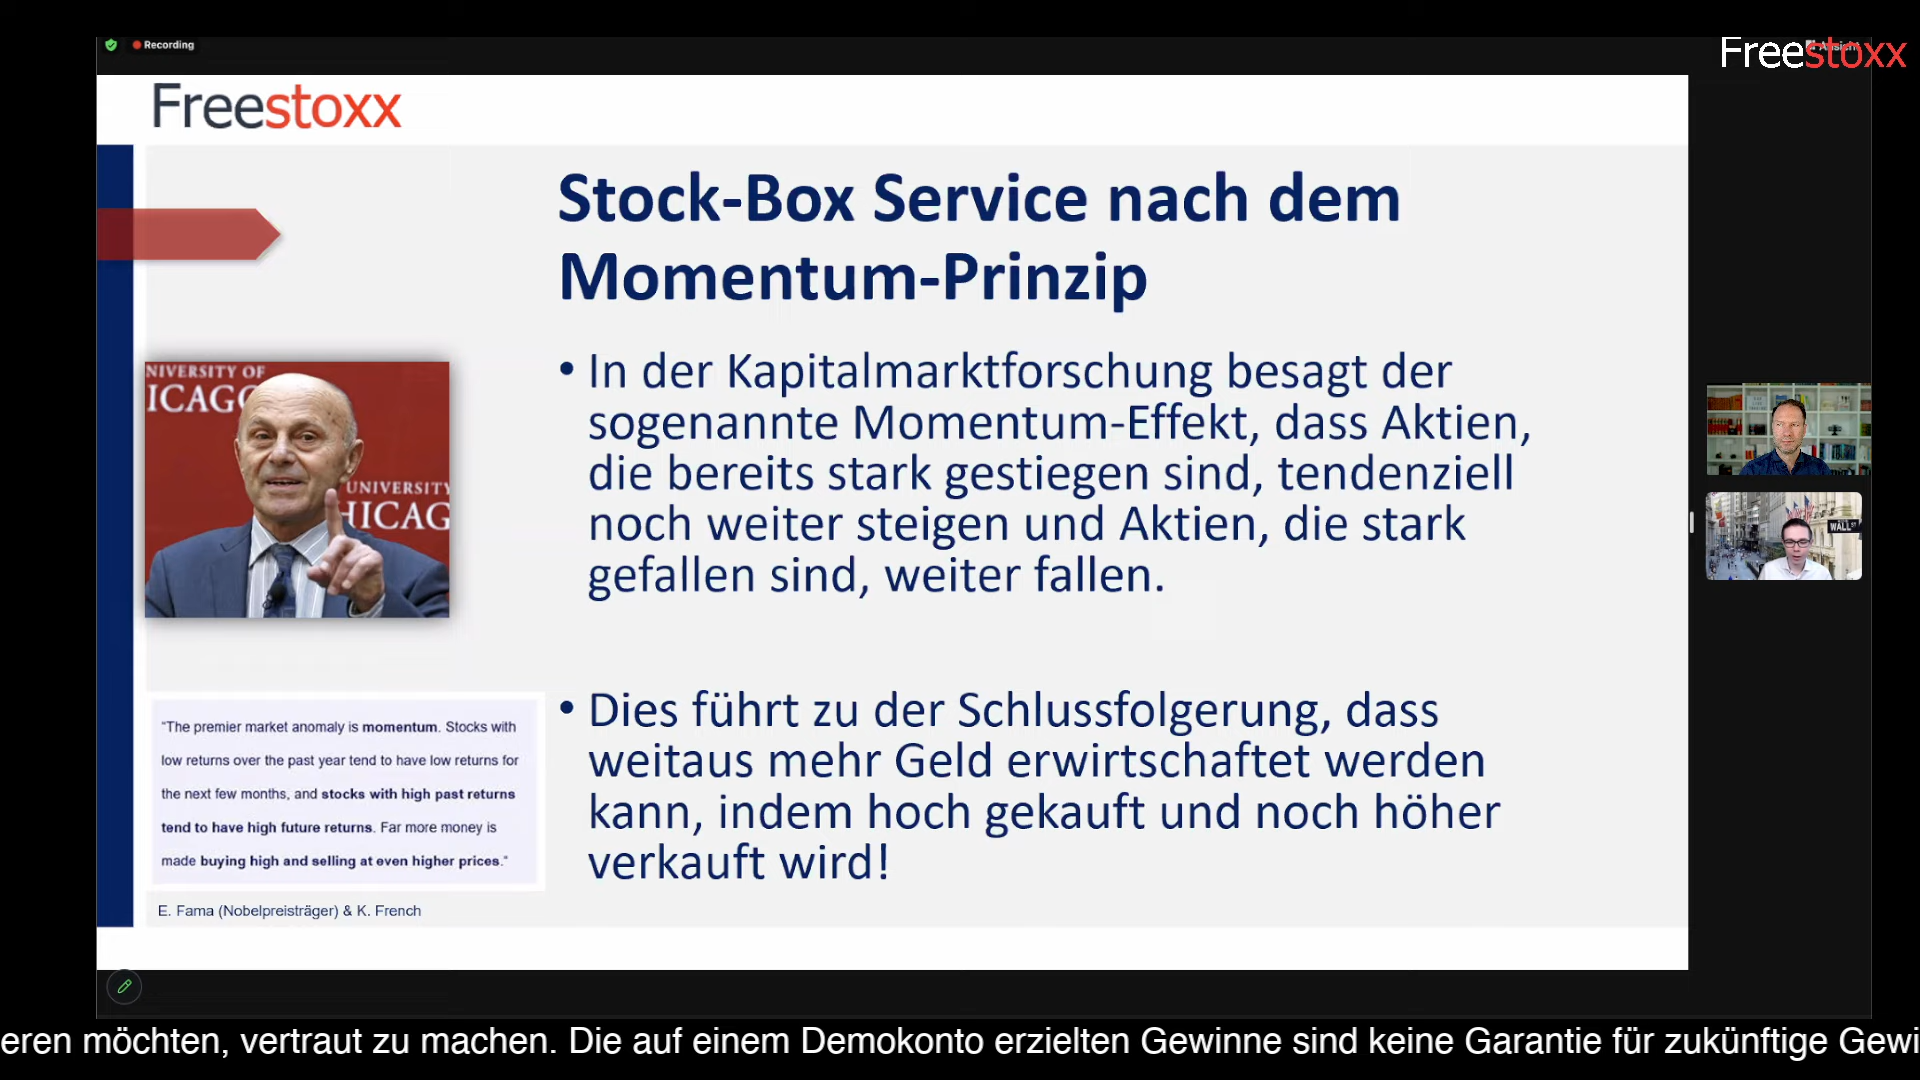 Recording
Ansicht
Freestoxx
Freestoxx
Stock-Box Service nach dem
Momentum-Prinzip
NIVERSITY OF
HICAGO
UNIVERSITY
HICAG
• In der Kapitalmarktforschung besagt der
sogenannte Momentum-Effekt, dass Aktien,
die bereits stark gestiegen sind, tendenziell
noch weiter steigen und Aktien, die stark
gefallen sind, weiter fallen.
WALL ST
• Dies führt zu der Schlussfolgerung, dass
weitaus mehr Geld erwirtschaftet werden
kann, indem hoch gekauft und noch höher
verkauft wird!
"The premier market anomaly is momentum. Stocks with
low returns over the past year tend to have low returns for
the next few months, and stocks with high past returns
tend to have high future returns. Far more money is
made buying high and selling at even higher prices."
E. Fama (Nobelpreisträger) & K. French
eren möchten, vertraut zu machen. Die auf einem Demokonto erzielten Gewinne sind keine Garantie für zukünftige Gewi